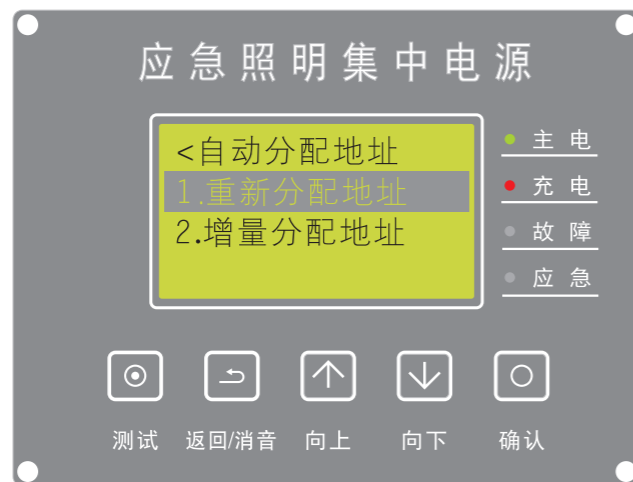 应急照明集中电源
<自动分配地址
1.重新分配地址
2.增量分配地址
主电
充电
故障
应急
测试 返回/消音 向上 向下 确认